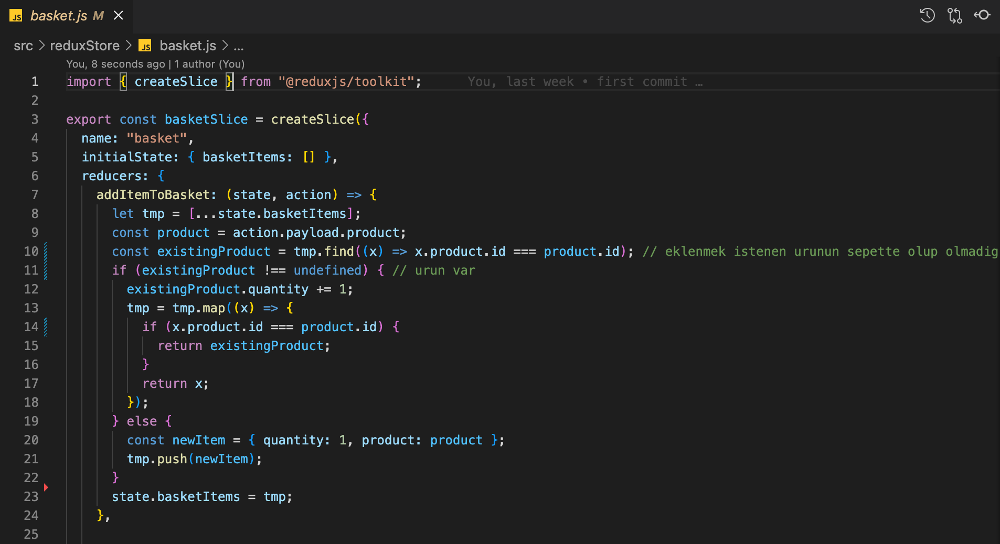 JS basket.js M
src > reduxStore > JS basket.js > ...
You, 8 seconds ago | 1 author (You)
1 import { createSlice } from "@reduxjs/toolkit"; You, last week • first commit …
2
3 export const basketSlice = createSlice({
4 name: "basket",
5 initialState: { basketItems: [] },
6 reducers: {
7 addItemToBasket: (state, action) => {
8 let tmp = [...state.basketItems];
9 const product = action.payload.product;
10 const existingProduct = tmp.find((x) => x.product.id === product.id); // eklenmek istenen urunun sepette olup olmadig
11 if (existingProduct !== undefined) { // urun var
12 existingProduct.quantity += 1;
13 tmp = tmp.map((x) => {
14 if (x.product.id === product.id) {
15 return existingProduct;
16 }
17 return x;
18 });
19 } else {
20 const newItem = { quantity: 1, product: product };
21 tmp.push(newItem);
22 }
23 state.basketItems = tmp;
24 },
25